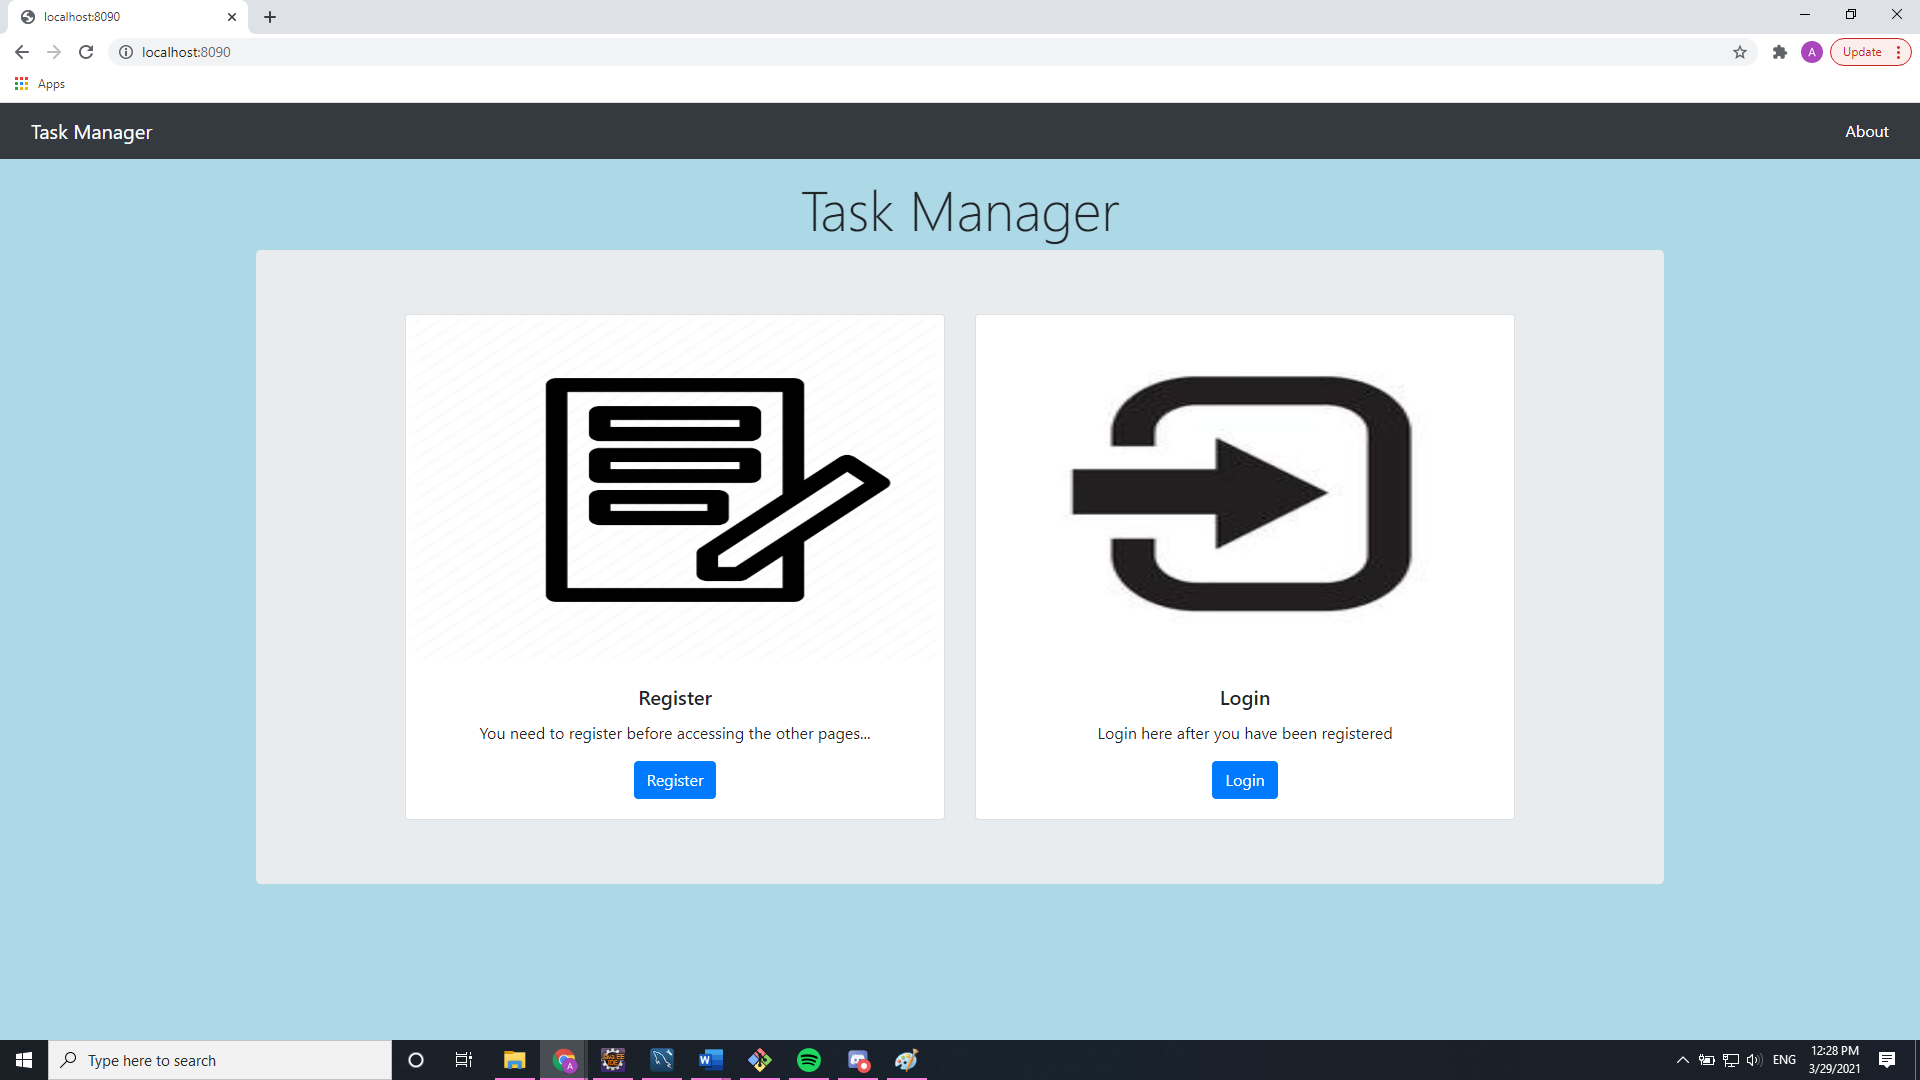 localhost:8090
localhost:8090
A
Update
Apps
Task Manager
About
Task Manager
Register
You need to register before accessing the other pages...
Register
Login
Login here after you have been registered
Login
Type here to search
A
W
ENG
12:28 PM
3/29/2021